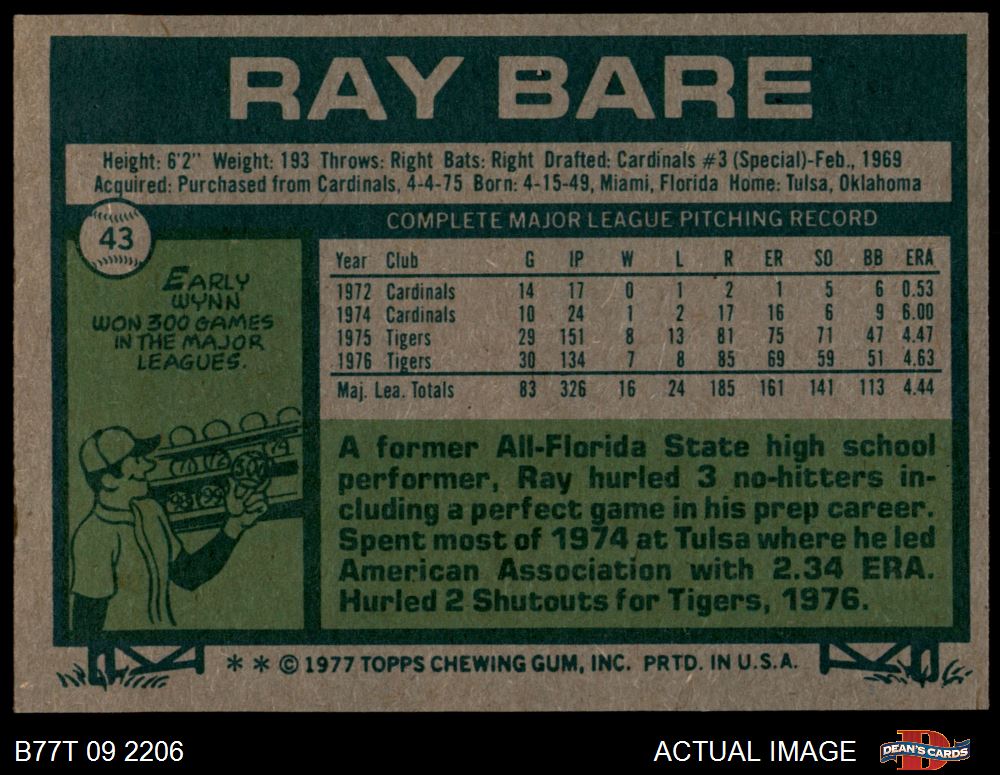 RAY BARE
Height: 6'2" Weight: 193 Throws: Right Bats: Right Drafted: Cardinals #3 (Special)-Feb., 1969
Acquired: Purchased from Cardinals, 4-4-75 Born: 4-15-49, Miami, Florida Home: Tulsa, Oklahoma
43
EARLY
WYNN
WON 300 GAMES
IN THE MAJOR
LEAGUES.
COMPLETE MAJOR LEAGUE PITCHING RECORD
Year Club G IP W L R ER SO BB ERA
1972 Cardinals 14 17 0 1 2 1 5 6 0.53
1974 Cardinals 10 24 1 2 17 16 6 9 6.00
1975 Tigers 29 151 8 13 81 75 71 47 4.47
1976 Tigers 30 134 7 8 85 69 59 51 4.63
Maj. Lea. Totals 83 326 16 24 185 161 141 113 4.44
A former All-Florida State high school
performer, Ray hurled 3 no-hitters in-
cluding a perfect game in his prep career.
Spent most of 1974 at Tulsa where he led
American Association with 2.34 ERA.
Hurled 2 Shutouts for Tigers, 1976.
* * © 1977 TOPPS CHEWING GUM, INC. PRTD. IN U.S.A.
B77T 09 2206
ACTUAL IMAGE
DEAN'S CARDS